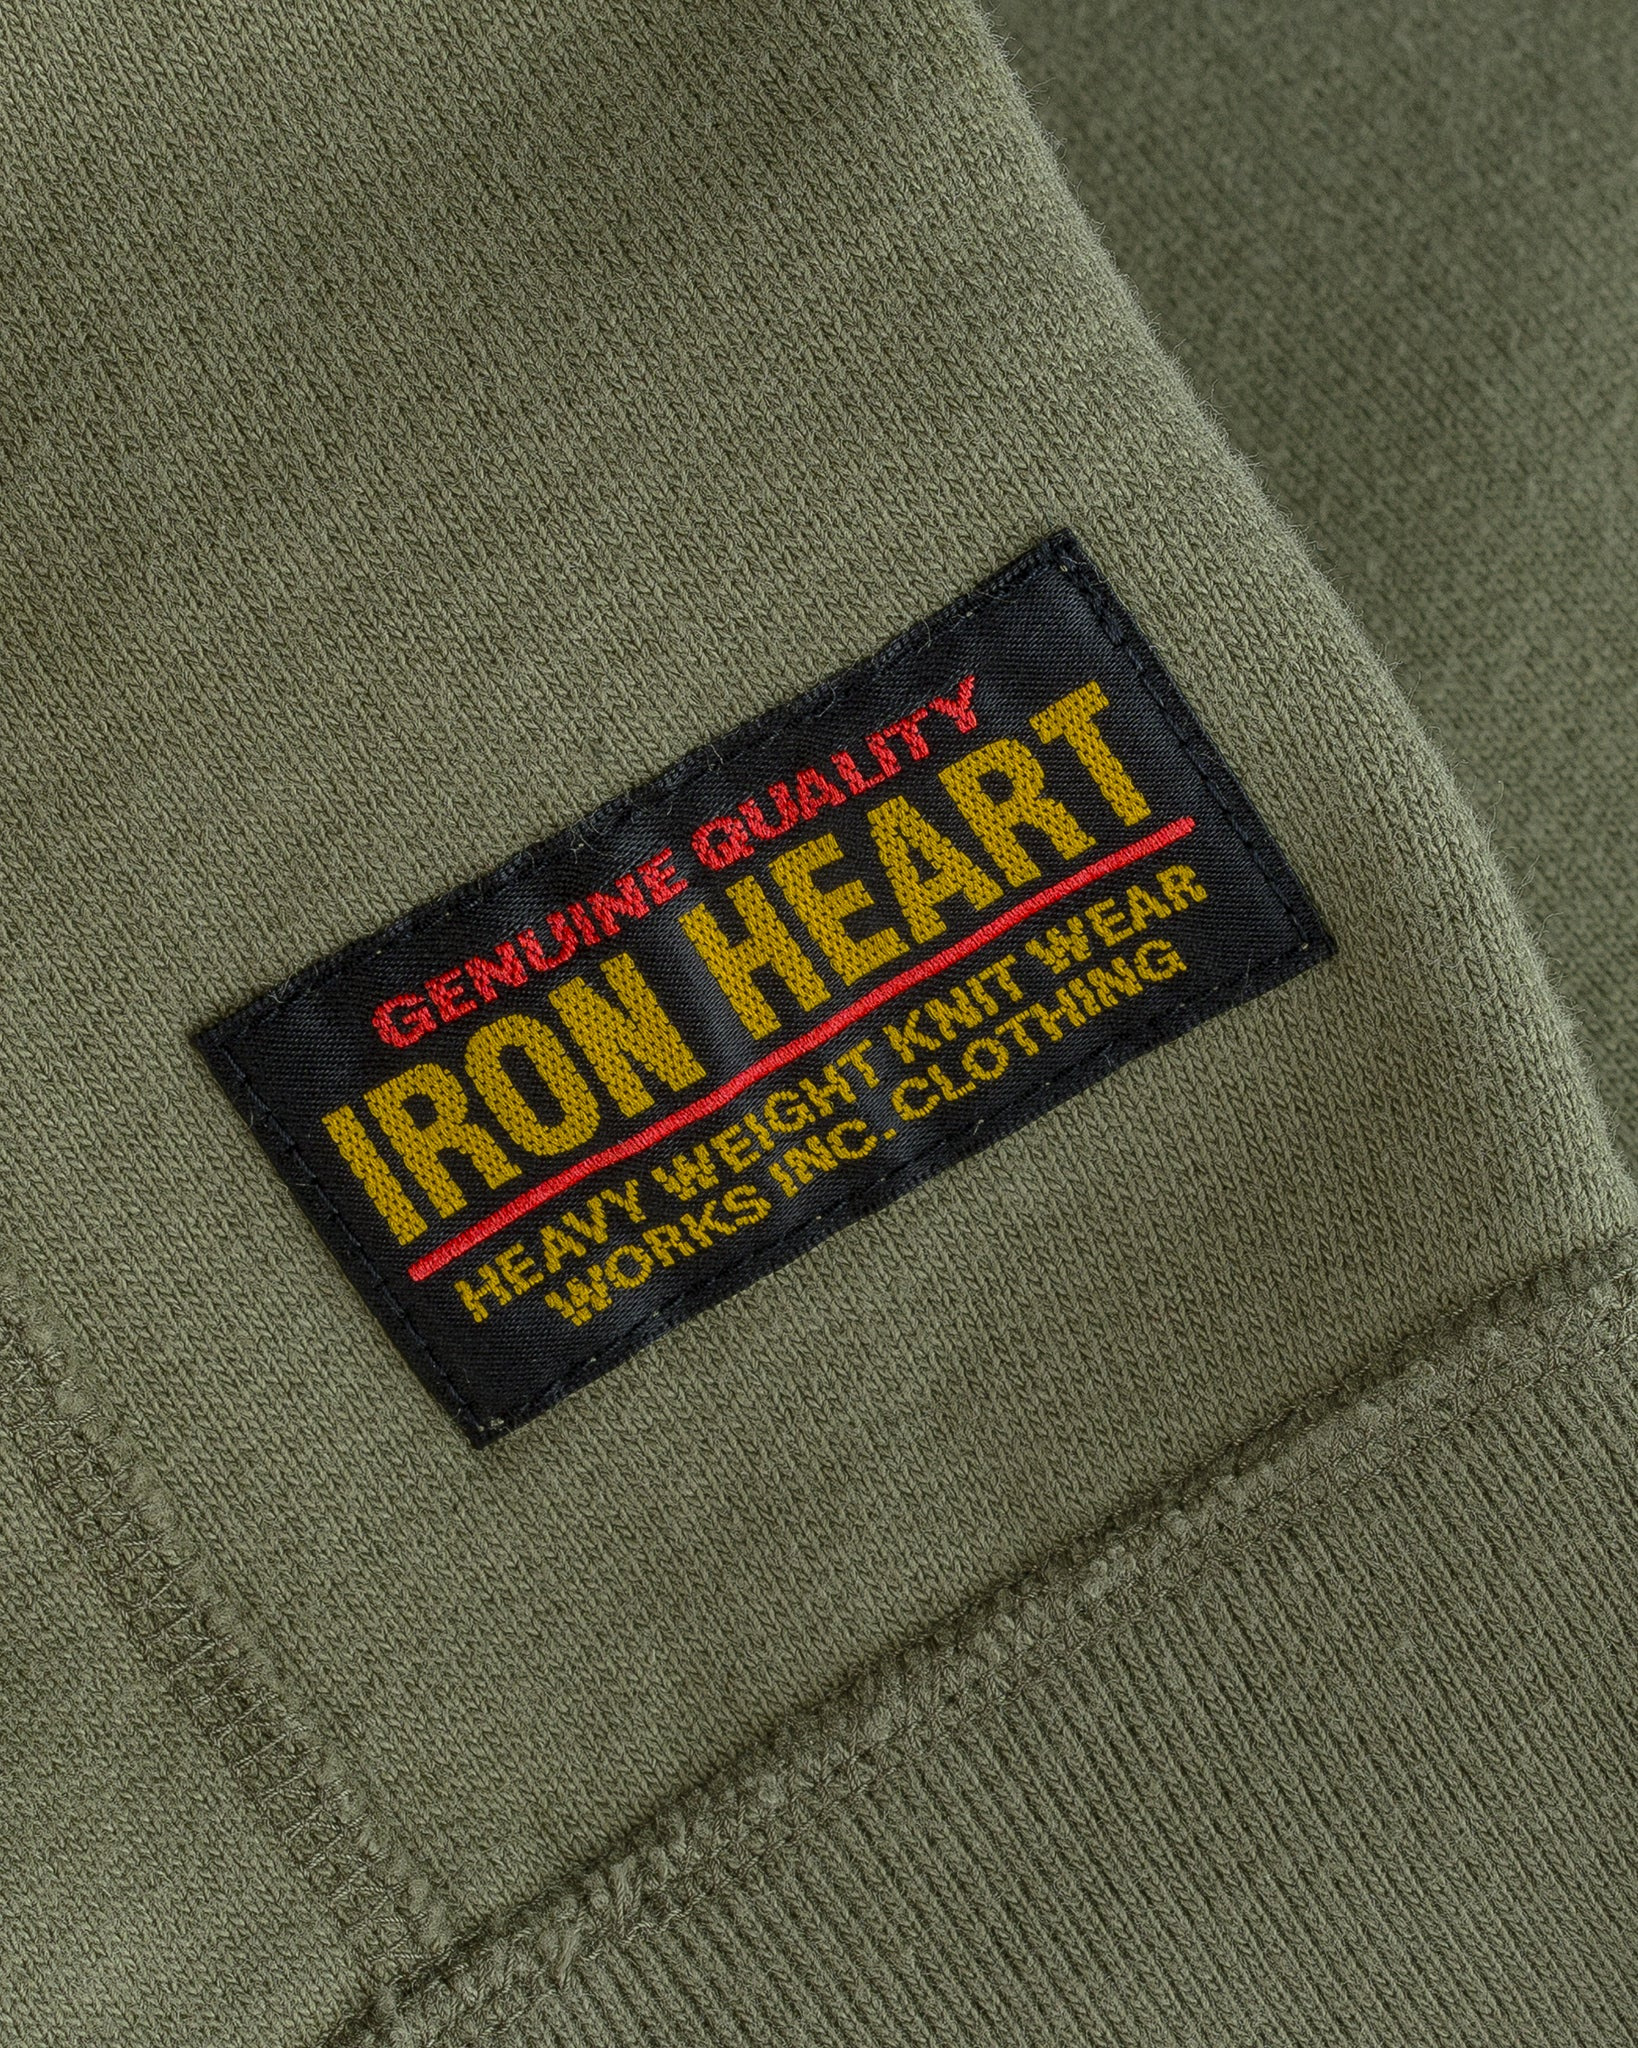 GENUINE QUALITY
IRON HEART
HEAVY WEIGHT KNIT WEAR
WORKS INC. CLOTHING